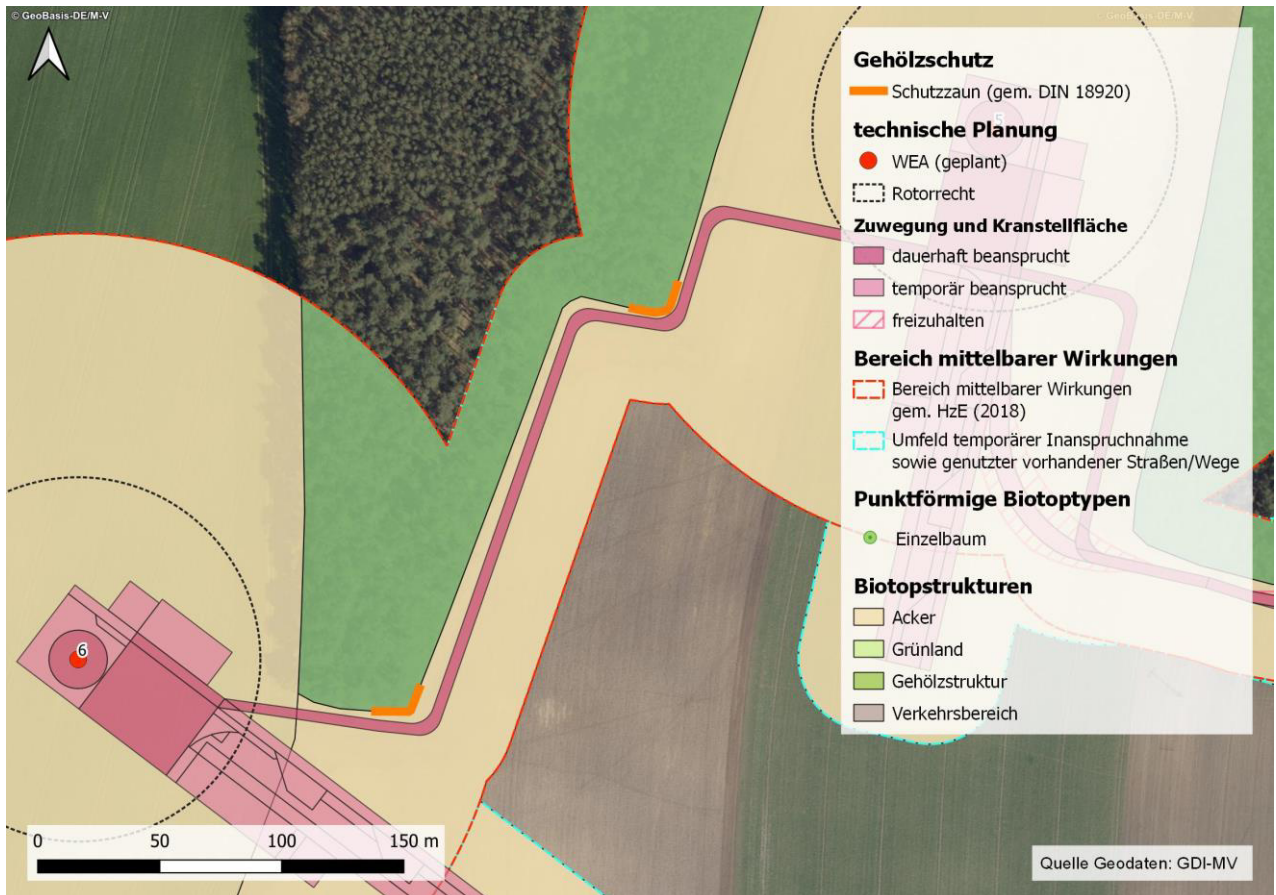 © GeoBasis-DE/M-V
© GeoBasis-DE/M-V
Gehölzschutz
Schutzzaun (gem. DIN 18920)
technische Planung
5
WEA (geplant)
Rotorrecht
Zuwegung und Kranstellfläche
dauerhaft beansprucht
temporär beansprucht
freizuhalten
Bereich mittelbarer Wirkungen
Bereich mittelbarer Wirkungen
gem. HzE (2018)
Umfeld temporärer Inanspruchnahme
sowie genutzter vorhandener Straßen/Wege
Punktförmige Biotoptypen
Einzelbaum
Biotopstrukturen
Acker
Grünland
Gehölzstruktur
Verkehrsbereich
6
0 50 100 150 m
Quelle Geodaten: GDI-MV